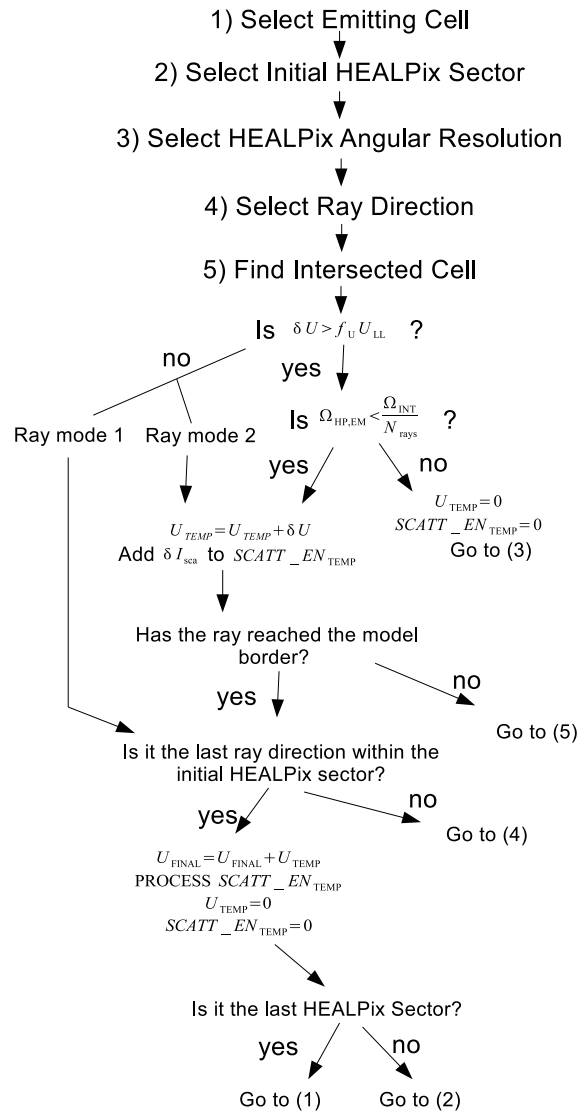 1) Select Emitting Cell
2) Select Initial HEALPix Sector
3) Select HEALPix Angular Resolution
4) Select Ray Direction
5) Find Intersected Cell
Is δU > f_U U_LL ?
no
yes
Ray mode 1
Ray mode 2
Is Ω_HP,EM < Ω_INT / N_rays ?
yes
no
U_TEMP = U_TEMP + δU
Add δI_sca to SCATT_EN_TEMP
U_TEMP = 0
SCATT_EN_TEMP = 0
Go to (3)
Has the ray reached the model
border?
yes
no
Go to (5)
Is it the last ray direction within the
initial HEALPix sector?
yes
no
Go to (4)
U_FINAL = U_FINAL + U_TEMP
PROCESS SCATT_EN_TEMP
U_TEMP = 0
SCATT_EN_TEMP = 0
Is it the last HEALPix Sector?
yes
no
Go to (1)
Go to (2)